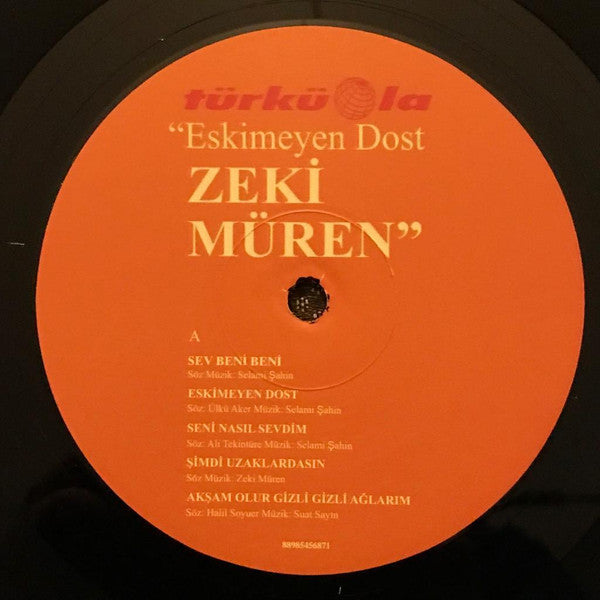 türküola
“Eskimeyen Dost
ZEKİ
MÜREN”
A
SEV BENİ BENİ
Söz Müzik: Selami Şahin
ESKİMEYEN DOST
Söz: Ülkü Aker Müzik: Selami Şahin
SENİ NASIL SEVDİM
Söz: Ali Tekintüre Müzik: Selami Şahin
ŞİMDİ UZAKLARDASIN
Söz Müzik: Zeki Müren
AKŞAM OLUR GİZLİ GİZLİ AĞLARIM
Söz: Halil Soyuer Müzik: Suat Sayın
88985456871